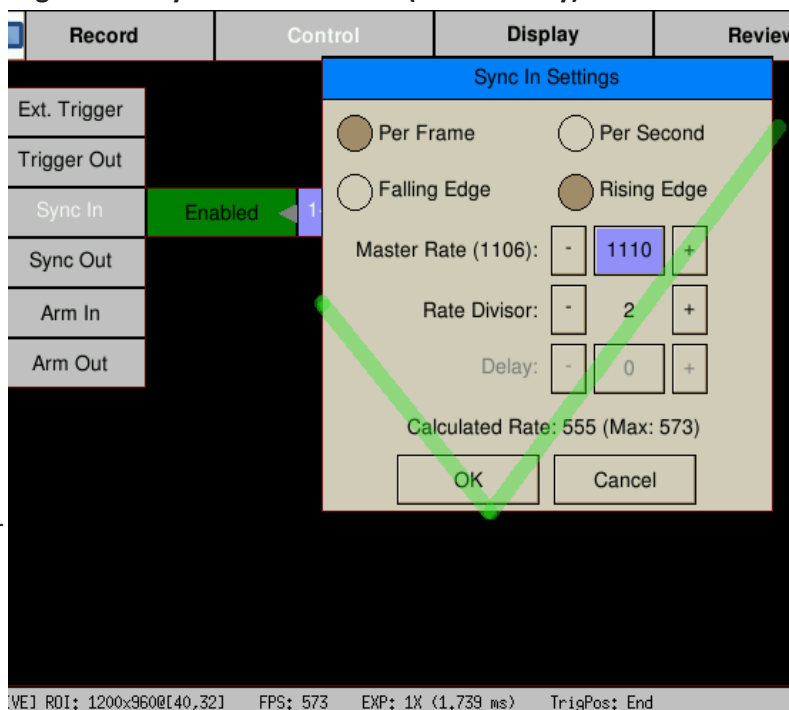 Record Control Display Review
Sync In Settings
Ext. Trigger
Per Frame Per Second
Trigger Out
Falling Edge Rising Edge
Sync In Enabled
Master Rate (1106): - 1110 +
Sync Out
Rate Divisor: - 2 +
Arm In
Arm Out
Delay: - 0 +
Calculated Rate: 555 (Max: 573)
OK Cancel
VE] ROI: 1200x960@[40,32] FPS: 573 EXP: 1X (1.739 ms) TrigPos: End